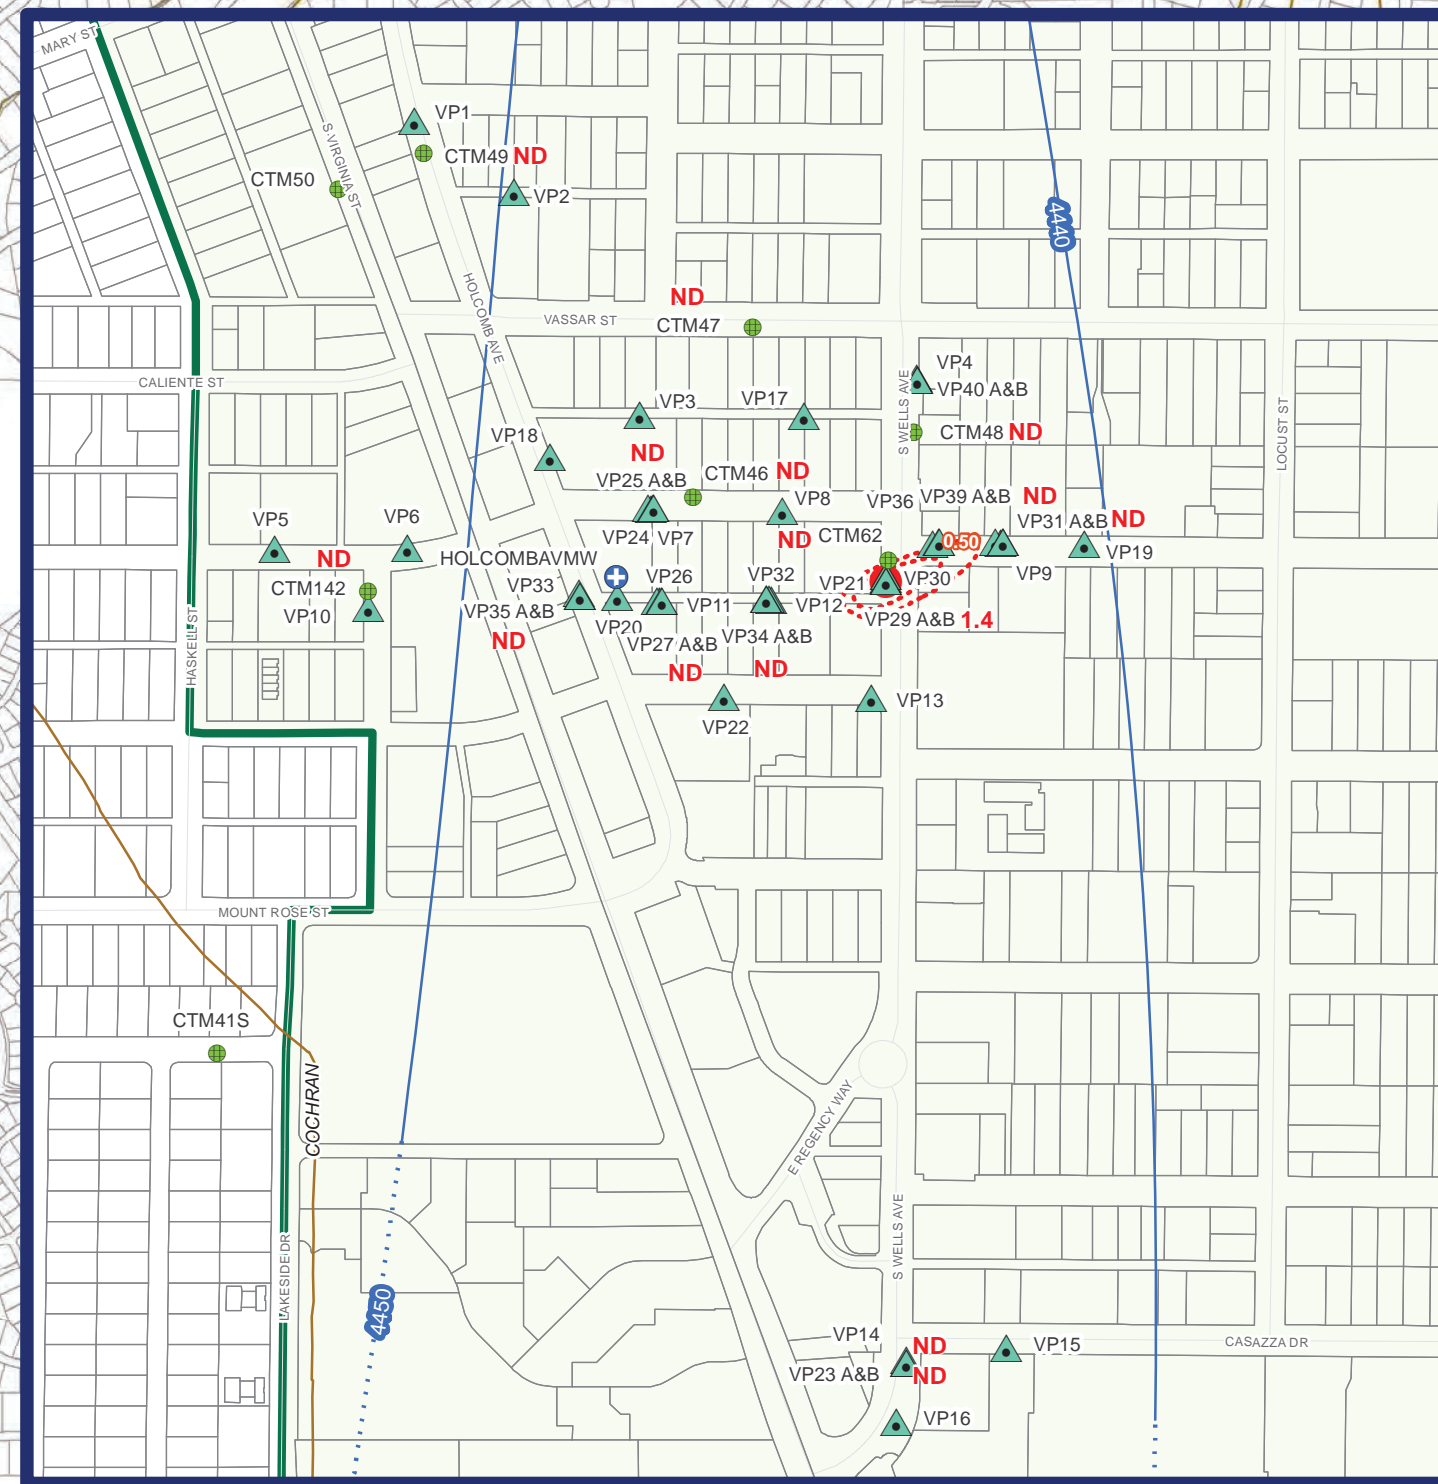 MARY ST
S VIRGINIA ST
VP1
CTM49 ND
CTM50
VP2
4440
HOLCOMB AVE
ND
VASSAR ST
CTM47
CALIENTE ST
VP4
VP40 A&B
S WELLS AVE
LOCUST ST
VP3
VP17
VP18
CTM48 ND
ND
CTM46
ND
VP25 A&B
VP8
VP36
VP39 A&B
ND
VP5
VP6
VP24
VP7
ND
CTM62
VP31 A&B
ND
0.50
VP19
ND
HOLCOMBAVMW
VP9
CTM142
VP33
VP26
VP32
VP21
VP30
VP10
VP35 A&B
VP20
VP11
VP12
VP29 A&B 1.4
ND
VP27 A&B
VP34 A&B
HASKELL ST
ND
ND
VP22
VP13
MOUNT ROSE ST
CTM41S
COCHRAN
E REGENCY WAY
S WELLS AVE
LAKESIDE DR
4450
VP14
ND
VP15
CASAZZA DR
VP23 A&B
ND
VP16